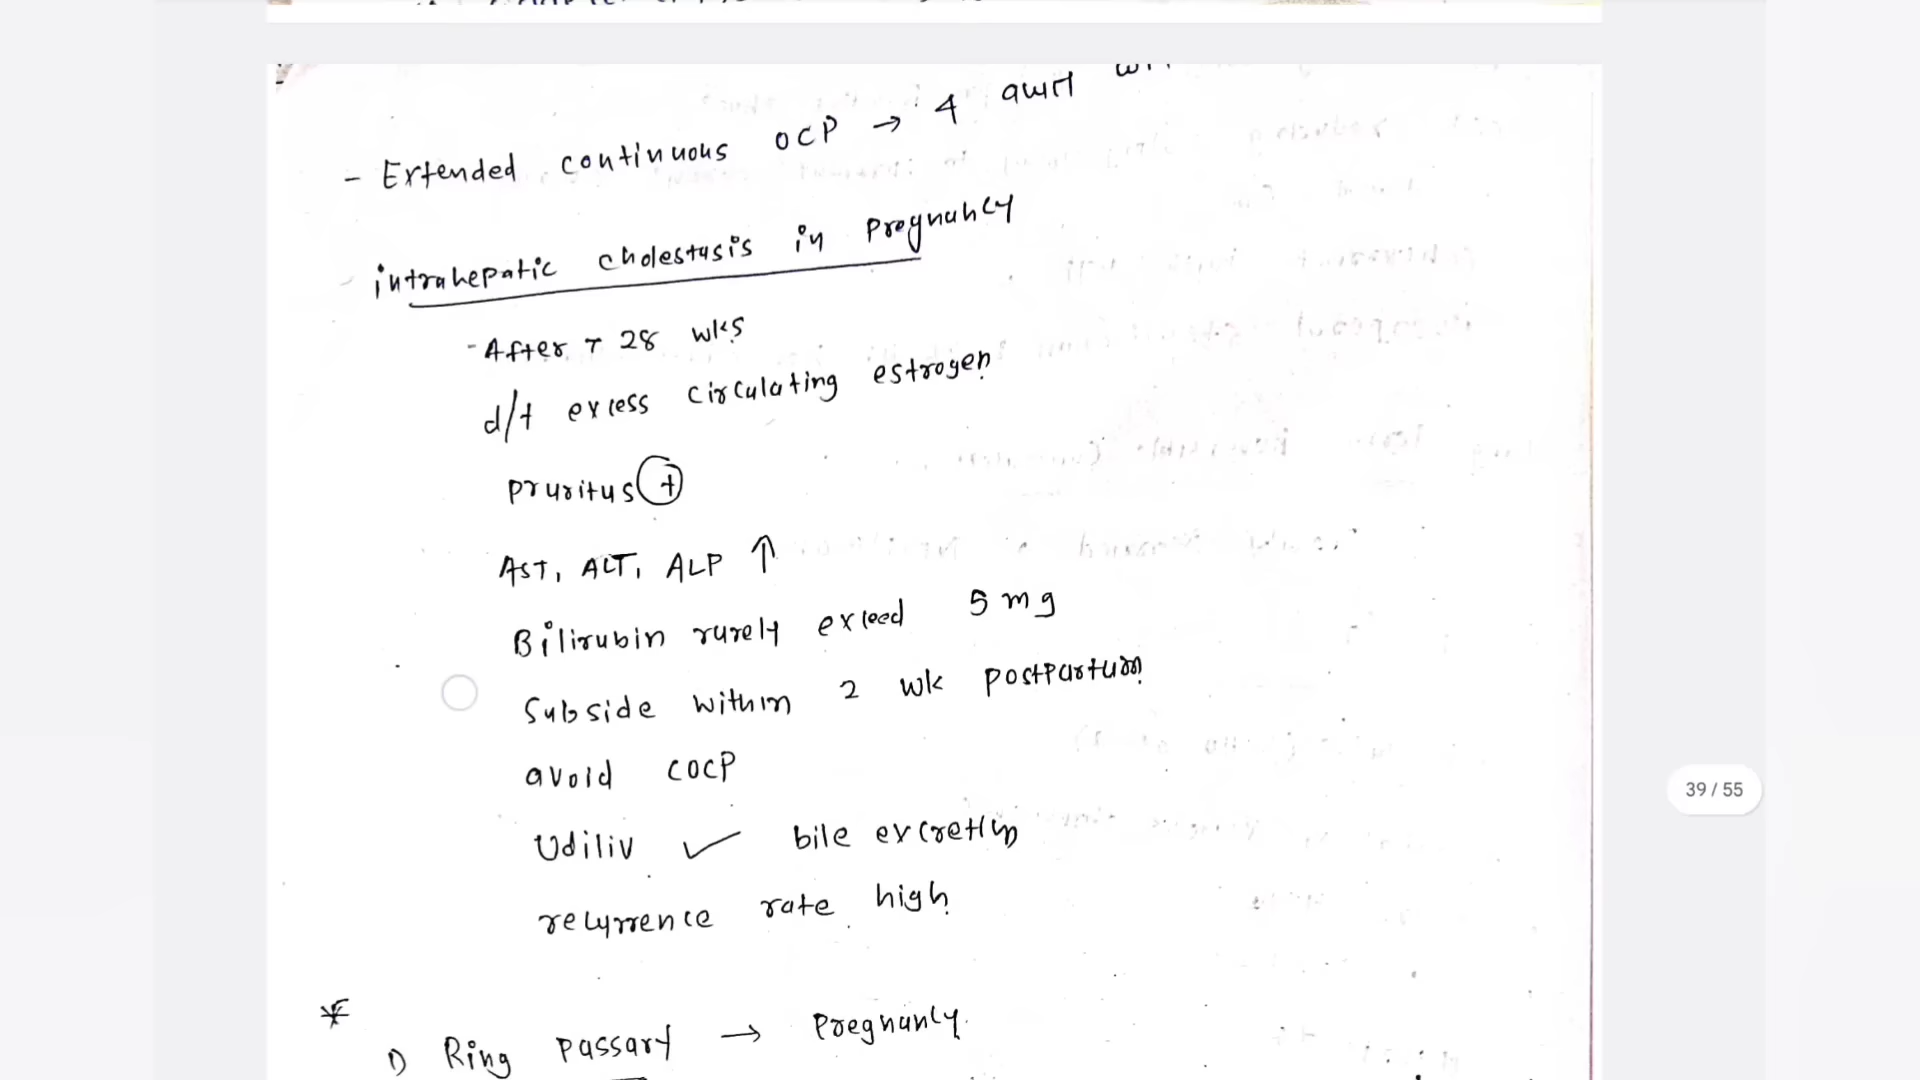 - Extended continuous OCP → 4
intrahepatic cholestasis in Pregnancy
- After > 28 wks
d/t excess circulating estrogen
pruritus (+)
AST, ALT, ALP ↑
Bilirubin rarely exceed 5 mg
Subside within 2 wk postpartum
avoid COCP
Udiliv ✓ bile excretion
recurrence rate high
*
1) Ring passary → Pregnancy
39 / 55